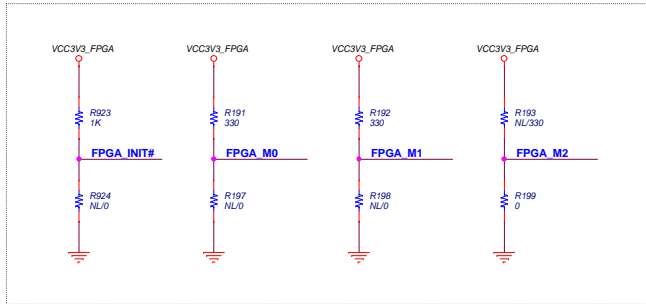 VCC3V3_FPGA VCC3V3_FPGA VCC3V3_FPGA VCC3V3_FPGA
R923 R191 R192 R193
1K 330 330 NL/330
FPGA_INIT# FPGA_M0 FPGA_M1 FPGA_M2
R924 R197 R198 R199
NL/0 NL/0 NL/0 0